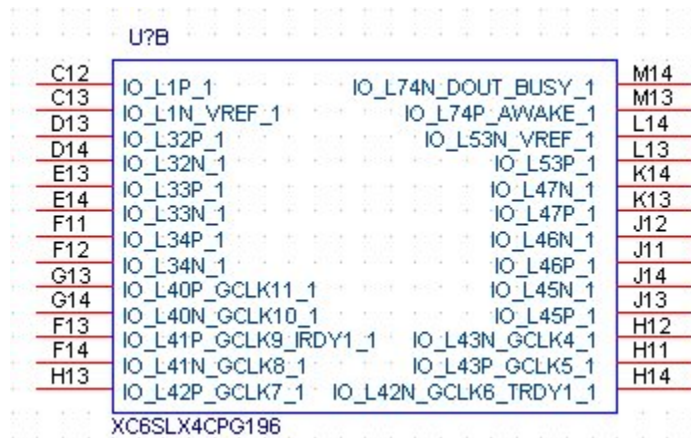 U?B
C12 IO_L1P_1 IO_L74N_DOUT_BUSY_1 M14
C13 IO_L1N_VREF_1 IO_L74P_AWAKE_1 M13
D13 IO_L32P_1 IO_L53N_VREF_1 L14
D14 IO_L32N_1 IO_L53P_1 L13
E13 IO_L33P_1 IO_L47N_1 K14
E14 IO_L33N_1 IO_L47P_1 K13
F11 IO_L34P_1 IO_L46N_1 J12
F12 IO_L34N_1 IO_L46P_1 J11
G13 IO_L40P_GCLK11_1 IO_L45N_1 J14
G14 IO_L40N_GCLK10_1 IO_L45P_1 J13
F13 IO_L41P_GCLK9_IRDY1_1 IO_L43N_GCLK4_1 H12
F14 IO_L41N_GCLK8_1 IO_L43P_GCLK5_1 H11
H13 IO_L42P_GCLK7_1 IO_L42N_GCLK6_TRDY1_1 H14
XC6SLX4CPG196